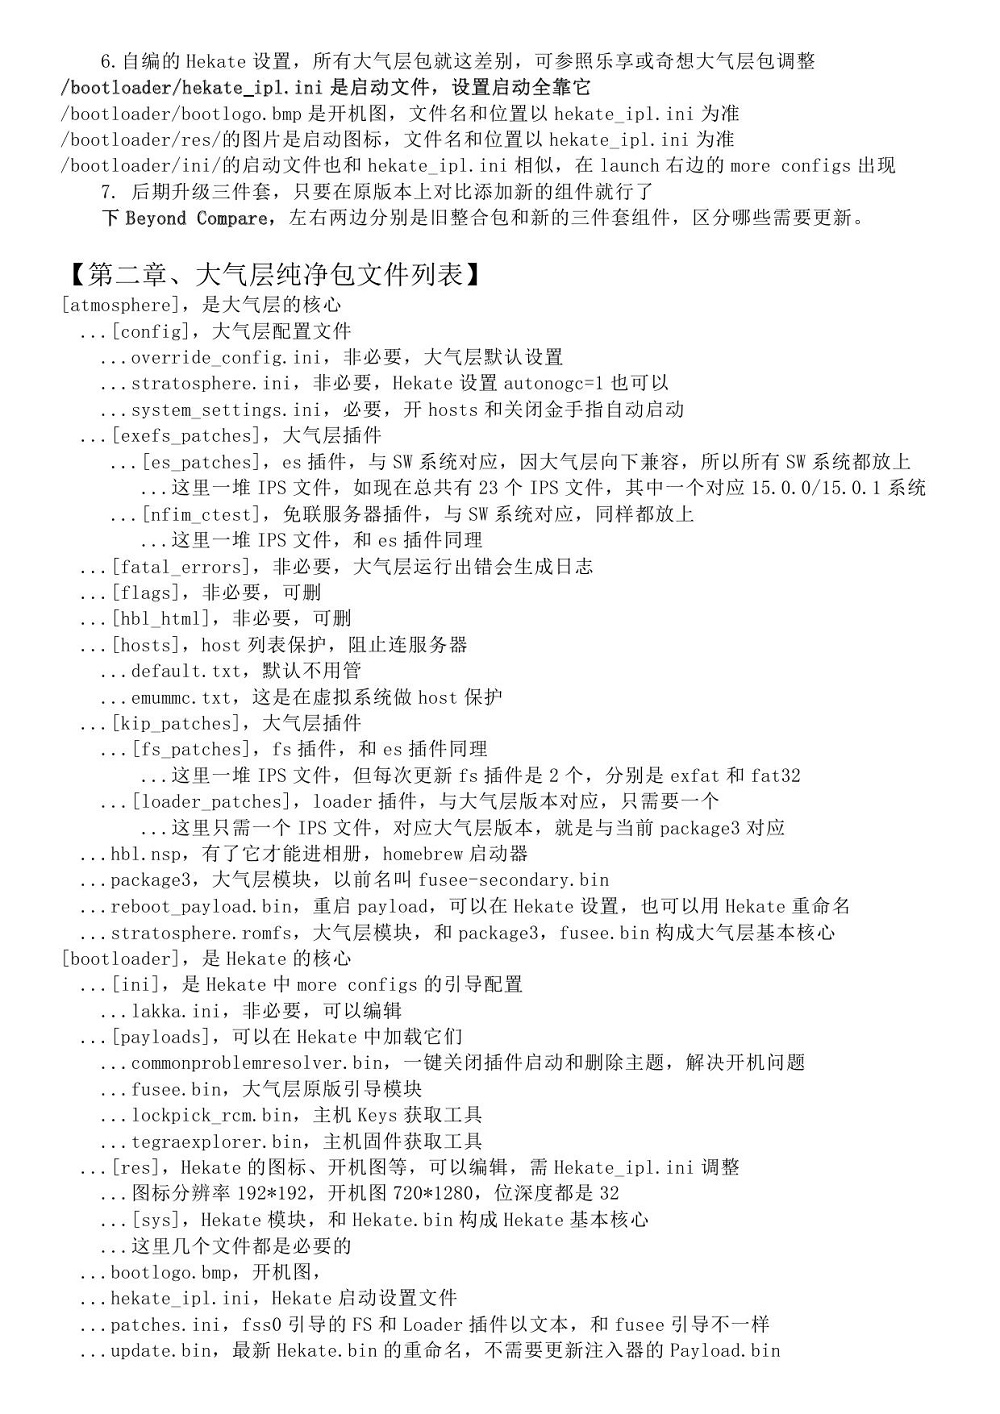 6.自编的 Hekate 设置，所有大气层包就这差别，可参照乐享或奇想大气层包调整
/bootloader/hekate_ipl.ini 是启动文件，设置启动全靠它
/bootloader/bootlogo.bmp 是开机图，文件名和位置以 hekate_ipl.ini 为准
/bootloader/res/的图片是启动图标，文件名和位置以 hekate_ipl.ini 为准
/bootloader/ini/的启动文件也和 hekate_ipl.ini 相似，在 launch 右边的 more configs 出现
7. 后期升级三件套，只要在原版本上对比添加新的组件就行了
下 Beyond Compare，左右两边分别是旧整合包和新的三件套组件，区分哪些需要更新。
【第二章、大气层纯净包文件列表】
[atmosphere]，是大气层的核心
...[config]，大气层配置文件
...override_config.ini，非必要，大气层默认设置
...stratosphere.ini，非必要，Hekate 设置 autonogc=1 也可以
...system_settings.ini，必要，开 hosts 和关闭金手指自动启动
...[exefs_patches]，大气层插件
...[es_patches]，es 插件，与 SW 系统对应，因大气层向下兼容，所以所有 SW 系统都放上
...这里一堆 IPS 文件，如现在总共有 23 个 IPS 文件，其中一个对应 15.0.0/15.0.1 系统
...[nfim_ctest]，免联服务器插件，与 SW 系统对应，同样都放上
...这里一堆 IPS 文件，和 es 插件同理
...[fatal_errors]，非必要，大气层运行出错会生成日志
...[flags]，非必要，可删
...[hbl_html]，非必要，可删
...[hosts]，host 列表保护，阻止连服务器
...default.txt，默认不用管
...emummc.txt，这是在虚拟系统做 host 保护
...[kip_patches]，大气层插件
...[fs_patches]，fs 插件，和 es 插件同理
...这里一堆 IPS 文件，但每次更新 fs 插件是 2 个，分别是 exfat 和 fat32
...[loader_patches]，loader 插件，与大气层版本对应，只需要一个
...这里只需一个 IPS 文件，对应大气层版本，就是与当前 package3 对应
...hbl.nsp，有了它才能进相册，homebrew 启动器
...package3，大气层模块，以前名叫 fusee-secondary.bin
...reboot_payload.bin，重启 payload，可以在 Hekate 设置，也可以用 Hekate 重命名
...stratosphere.romfs，大气层模块，和 package3，fusee.bin 构成大气层基本核心
[bootloader]，是 Hekate 的核心
...[ini]，是 Hekate 中 more configs 的引导配置
...lakka.ini，非必要，可以编辑
...[payloads]，可以在 Hekate 中加载它们
...commonproblemresolver.bin，一键关闭插件启动和删除主题，解决开机问题
...fusee.bin，大气层原版引导模块
...lockpick_rcm.bin，主机 Keys 获取工具
...tegraexplorer.bin，主机固件获取工具
...[res]，Hekate 的图标、开机图等，可以编辑，需 Hekate_ipl.ini 调整
...图标分辨率 192*192，开机图 720*1280，位深度都是 32
...[sys]，Hekate 模块，和 Hekate.bin 构成 Hekate 基本核心
...这里几个文件都是必要的
...bootlogo.bmp，开机图，
...hekate_ipl.ini，Hekate 启动设置文件
...patches.ini，fss0 引导的 FS 和 Loader 插件以文本，和 fusee 引导不一样
...update.bin，最新 Hekate.bin 的重命名，不需要更新注入器的 Payload.bin